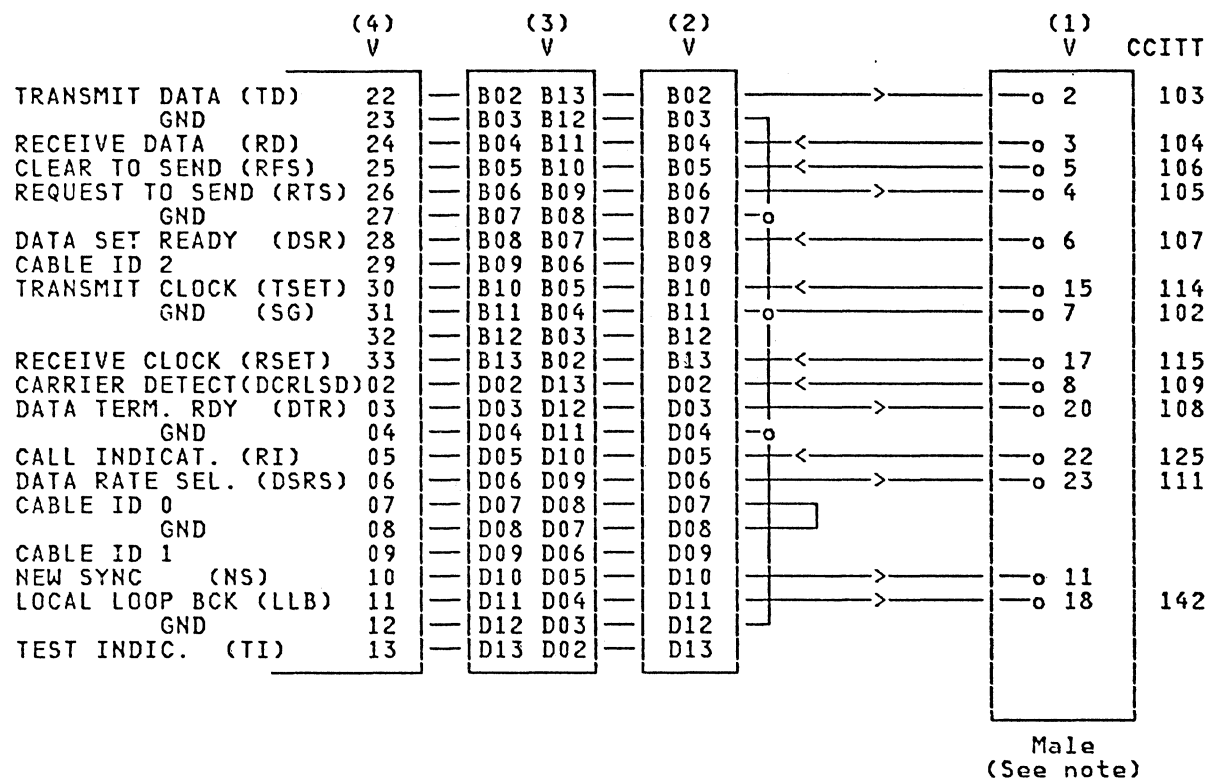 (4) (3) (2) (1)
V V V V CCITT
TRANSMIT DATA (TD) 22 B02 B13 B02 > o 2 103
GND 23 B03 B12 B03
RECEIVE DATA (RD) 24 B04 B11 B04 < o 3 104
CLEAR TO SEND (RFS) 25 B05 B10 B05 < o 5 106
REQUEST TO SEND (RTS) 26 B06 B09 B06 > o 4 105
GND 27 B07 B08 B07 o
DATA SET READY (DSR) 28 B08 B07 B08 < o 6 107
CABLE ID 2 29 B09 B06 B09
TRANSMIT CLOCK (TSET) 30 B10 B05 B10 < o 15 114
GND (SG) 31 B11 B04 B11 o o 7 102
32 B12 B03 B12
RECEIVE CLOCK (RSET) 33 B13 B02 B13 < o 17 115
CARRIER DETECT(DCRLSD)02 D02 D13 D02 < o 8 109
DATA TERM. RDY (DTR) 03 D03 D12 D03 > o 20 108
GND 04 D04 D11 D04 o
CALL INDICAT. (RI) 05 D05 D10 D05 < o 22 125
DATA RATE SEL. (DSRS) 06 D06 D09 D06 > o 23 111
CABLE ID 0 07 D07 D08 D07
GND 08 D08 D07 D08
CABLE ID 1 09 D09 D06 D09
NEW SYNC (NS) 10 D10 D05 D10 > o 11
LOCAL LOOP BCK (LLB) 11 D11 D04 D11 > o 18 142
GND 12 D12 D03 D12
TEST INDIC. (TI) 13 D13 D02 D13
Male
(See note)